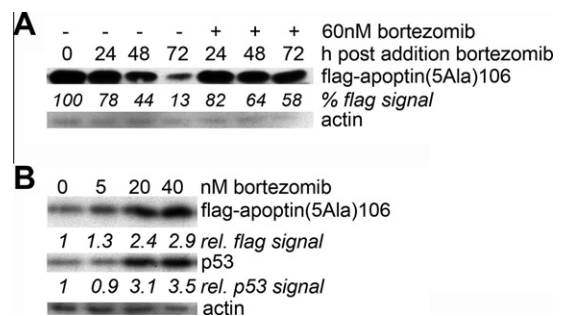 A
- - - - + + + 60nM bortezomib
0 24 48 72 24 48 72 h post addition bortezomib
flag-apoptin(5Ala)106
100 78 44 13 82 64 58 % flag signal
actin
B
0 5 20 40 nM bortezomib
flag-apoptin(5Ala)106
1 1.3 2.4 2.9 rel. flag signal
p53
1 0.9 3.1 3.5 rel. p53 signal
actin